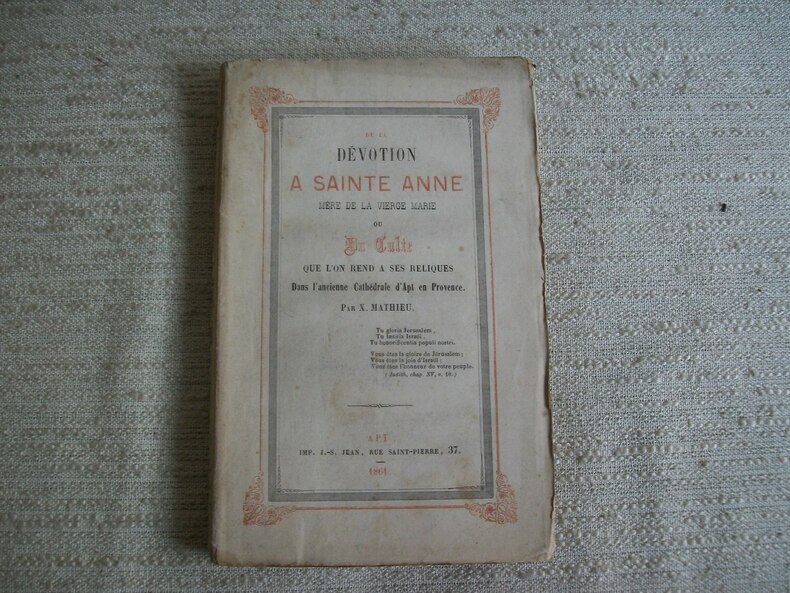 DE LA
DÉVOTION
A SAINTE ANNE
MÈRE DE LA VIERGE MARIE
OU
Du Culte
QUE L'ON REND A SES RELIQUES
Dans l'ancienne Cathédrale d'Apt en Provence.
PAR X. MATHIEU.
Tu gloria Jerusalem,
Tu lætitia Israël,
Tu honorificentia populi nostri.
Vous êtes la gloire de Jérusalem;
Vous êtes la joie d'Israël;
Vous êtes l'honneur de votre peuple.
(Judith, chap. XV, v. 10.)
APT.
IMP. J.-S. JEAN, RUE SAINT-PIERRE, 37.
1861.